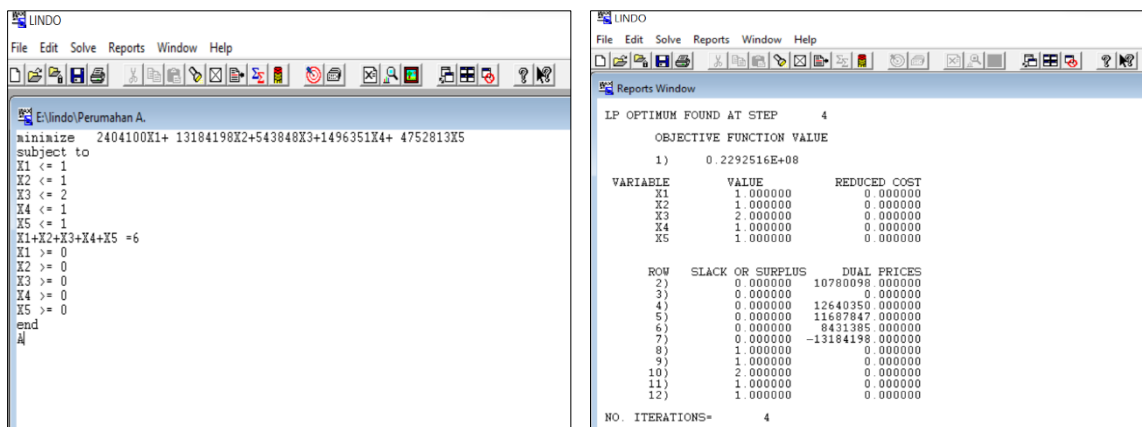 LINDO
File Edit Solve Reports Window Help
E:\lindo\Perumahan A.
minimize 2404100X1+ 13184198X2+543848X3+1496351X4+ 4752813X5
subject to
X1 <= 1
X2 <= 1
X3 <= 2
X4 <= 1
X5 <= 1
X1+X2+X3+X4+X5 =6
X1 >= 0
X2 >= 0
X3 >= 0
X4 >= 0
X5 >= 0
end
A
LINDO
File Edit Solve Reports Window Help
Reports Window
LP OPTIMUM FOUND AT STEP 4
OBJECTIVE FUNCTION VALUE
1) 0.2292516E+08
VARIABLE VALUE REDUCED COST
X1 1.000000 0.000000
X2 1.000000 0.000000
X3 2.000000 0.000000
X4 1.000000 0.000000
X5 1.000000 0.000000
ROW SLACK OR SURPLUS DUAL PRICES
2) 0.000000 10780098.000000
3) 0.000000 0.000000
4) 0.000000 12640350.000000
5) 0.000000 11687847.000000
6) 0.000000 8431385.000000
7) 0.000000 -13184198.000000
8) 1.000000 0.000000
9) 1.000000 0.000000
10) 2.000000 0.000000
11) 1.000000 0.000000
12) 1.000000 0.000000
NO. ITERATIONS= 4